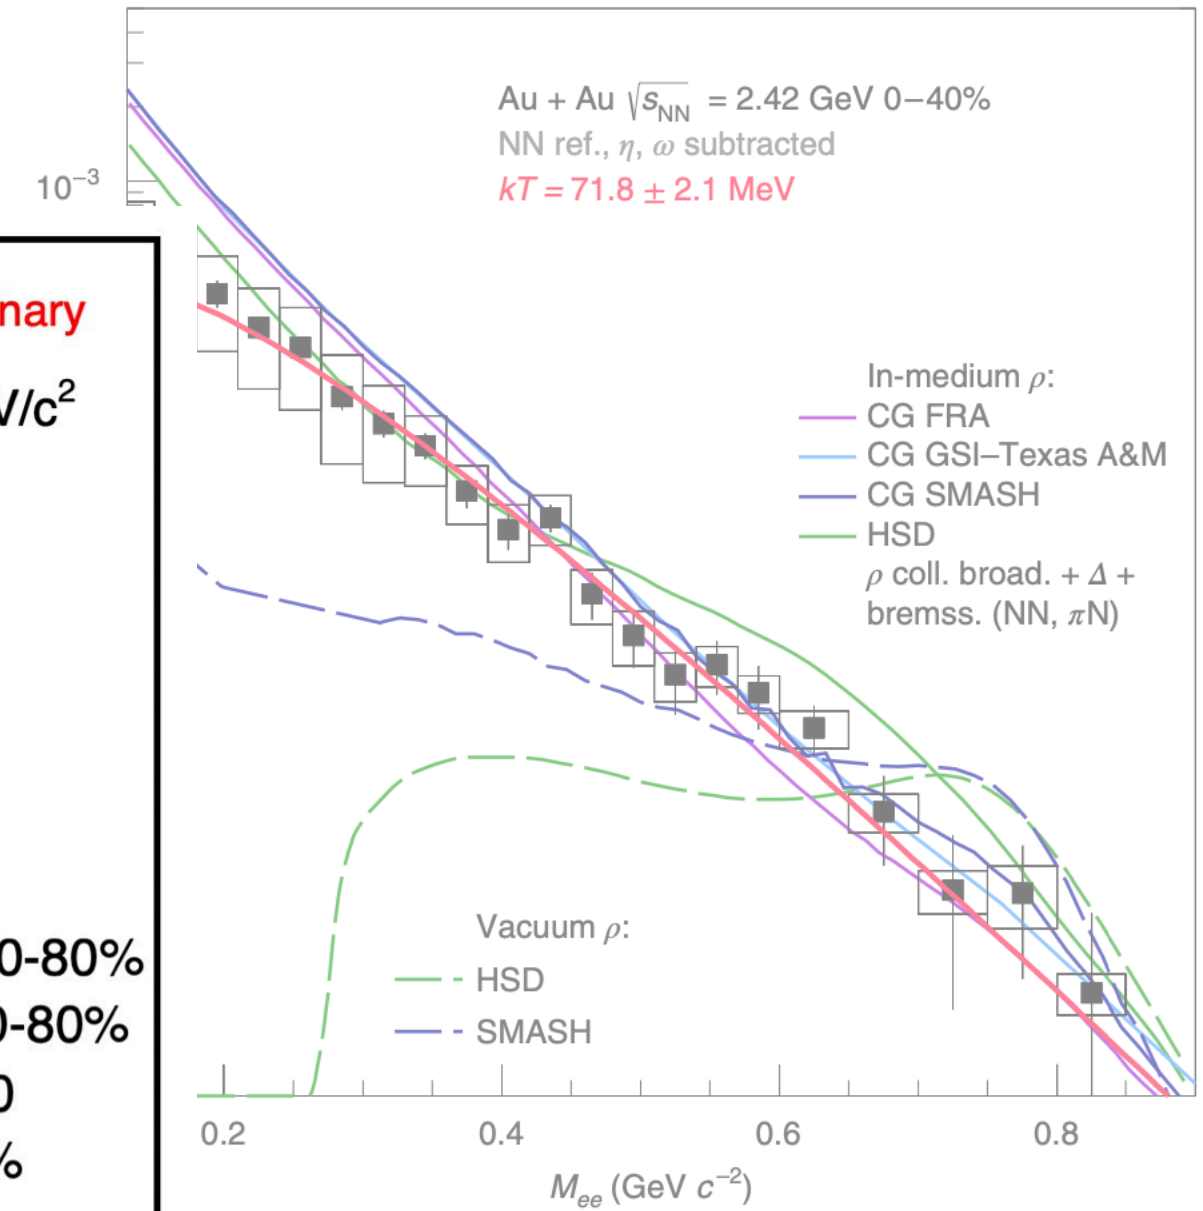 Au + Au √sNN = 2.42 GeV 0–40%
NN ref., η, ω subtracted
kT = 71.8 ± 2.1 MeV
10⁻³
nary
V/c²
In-medium ρ:
CG FRA
CG GSI–Texas A&M
CG SMASH
HSD
ρ coll. broad. + Δ +
bremss. (NN, πN)
0-80%
0-80%
0
%
Vacuum ρ:
HSD
SMASH
0.2 0.4 0.6 0.8
Mee (GeV c⁻²)